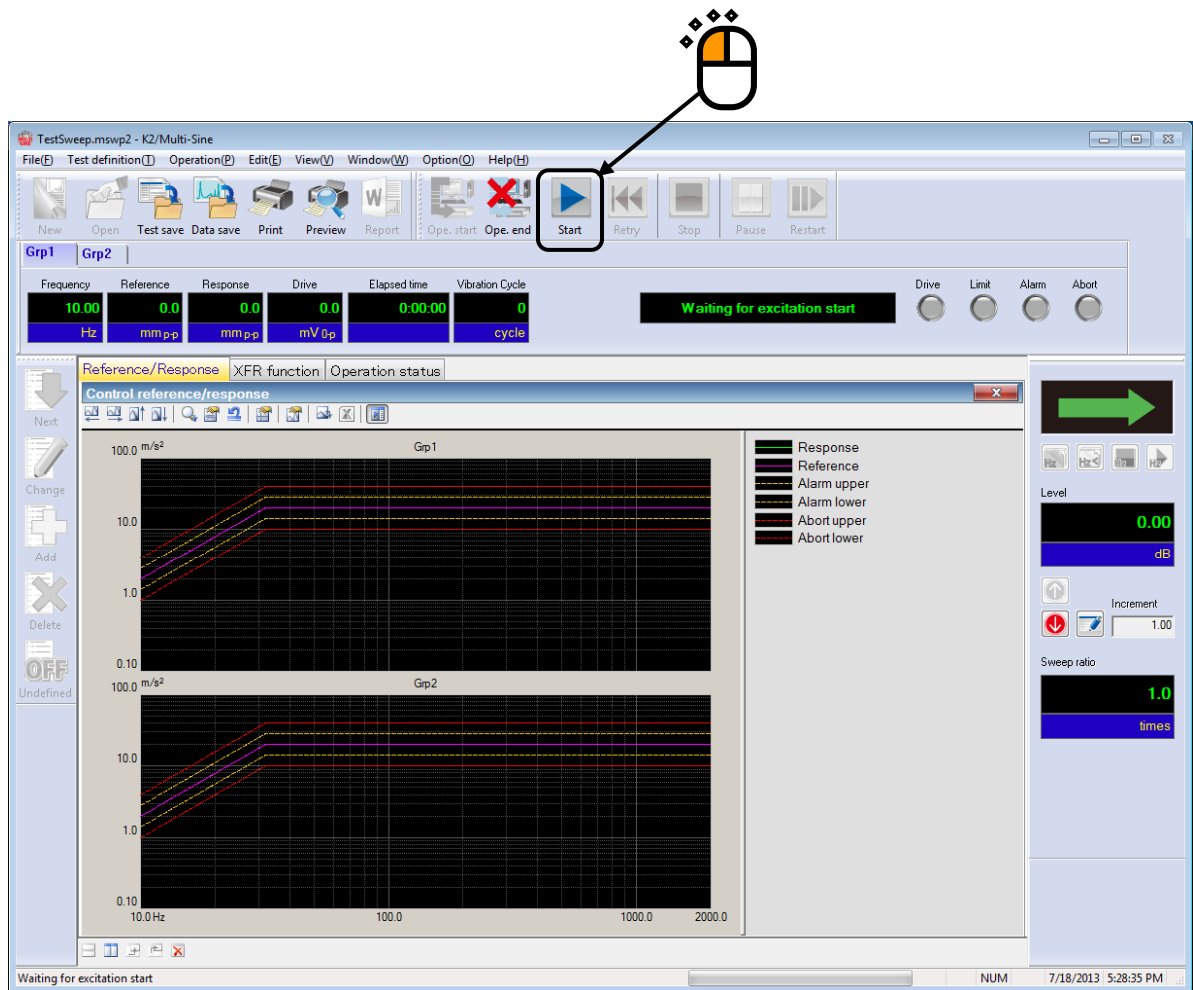 TestSweep.mswp2 - K2/Multi-Sine
File(F) Test definition(T) Operation(P) Edit(E) View(V) Window(W) Option(O) Help(H)
New Open Test save Data save Print Preview Report Ope. start Ope. end Start Retry Stop Pause Restart
Grp1 Grp2
Frequency Reference Response Drive Elapsed time Vibration Cycle Drive Limit Alarm Abort
10.00 0.0 0.0 0.0 0:00:00 0 Waiting for excitation start
Hz mm p-p mm p-p mV 0-p cycle
Reference/Response XFR function Operation status
Control reference/response
Next
Change
Add
Delete
OFF
Undefined
100.0 m/s² Grp1
10.0
1.0
0.10
100.0 m/s² Grp2
10.0
1.0
0.10
10.0 Hz 100.0 1000.0 2000.0
Response
Reference
Alarm upper
Alarm lower
Abort upper
Abort lower
Hz Hz Hz
Level
0.00
dB
Increment
1.00
Sweep ratio
1.0
times
Waiting for excitation start NUM 7/18/2013 5:28:35 PM